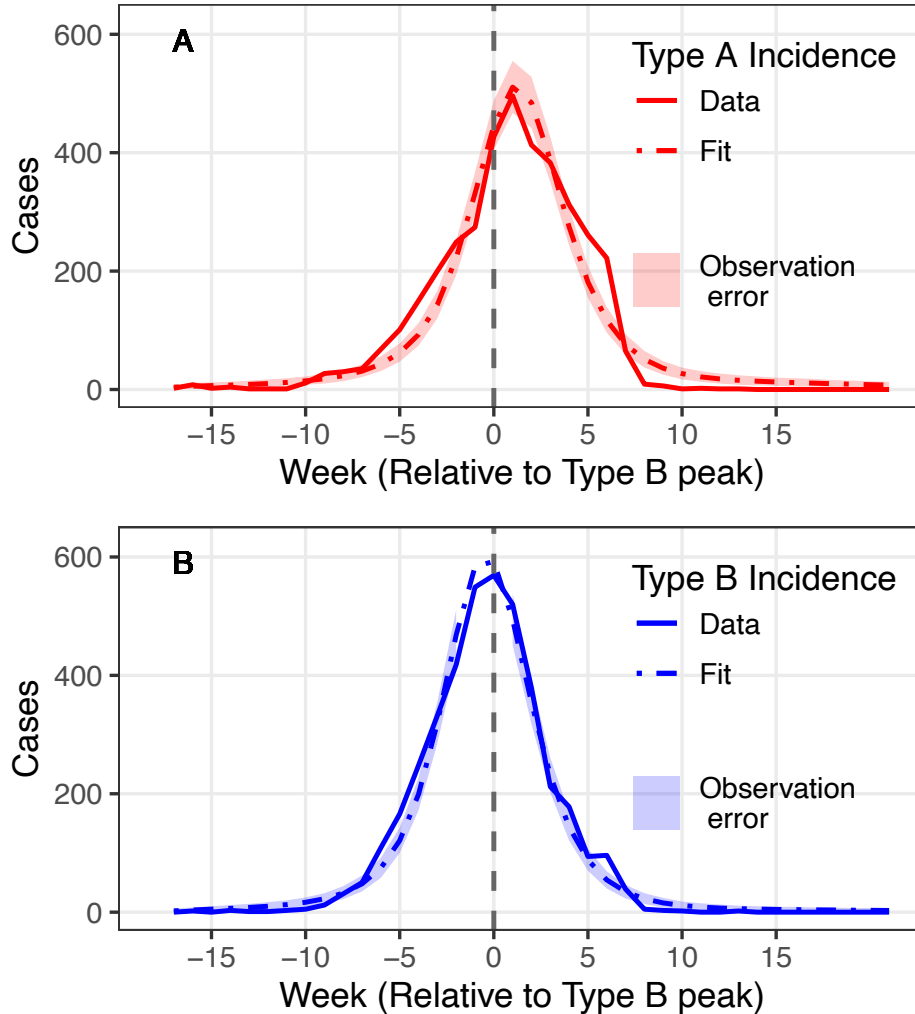 A
600
400
200
0
Cases
Type A Incidence
Data
Fit
Observation
error
−15
−10
−5
0
5
10
15
Week (Relative to Type B peak)
B
600
400
200
0
Cases
Type B Incidence
Data
Fit
Observation
error
−15
−10
−5
0
5
10
15
Week (Relative to Type B peak)